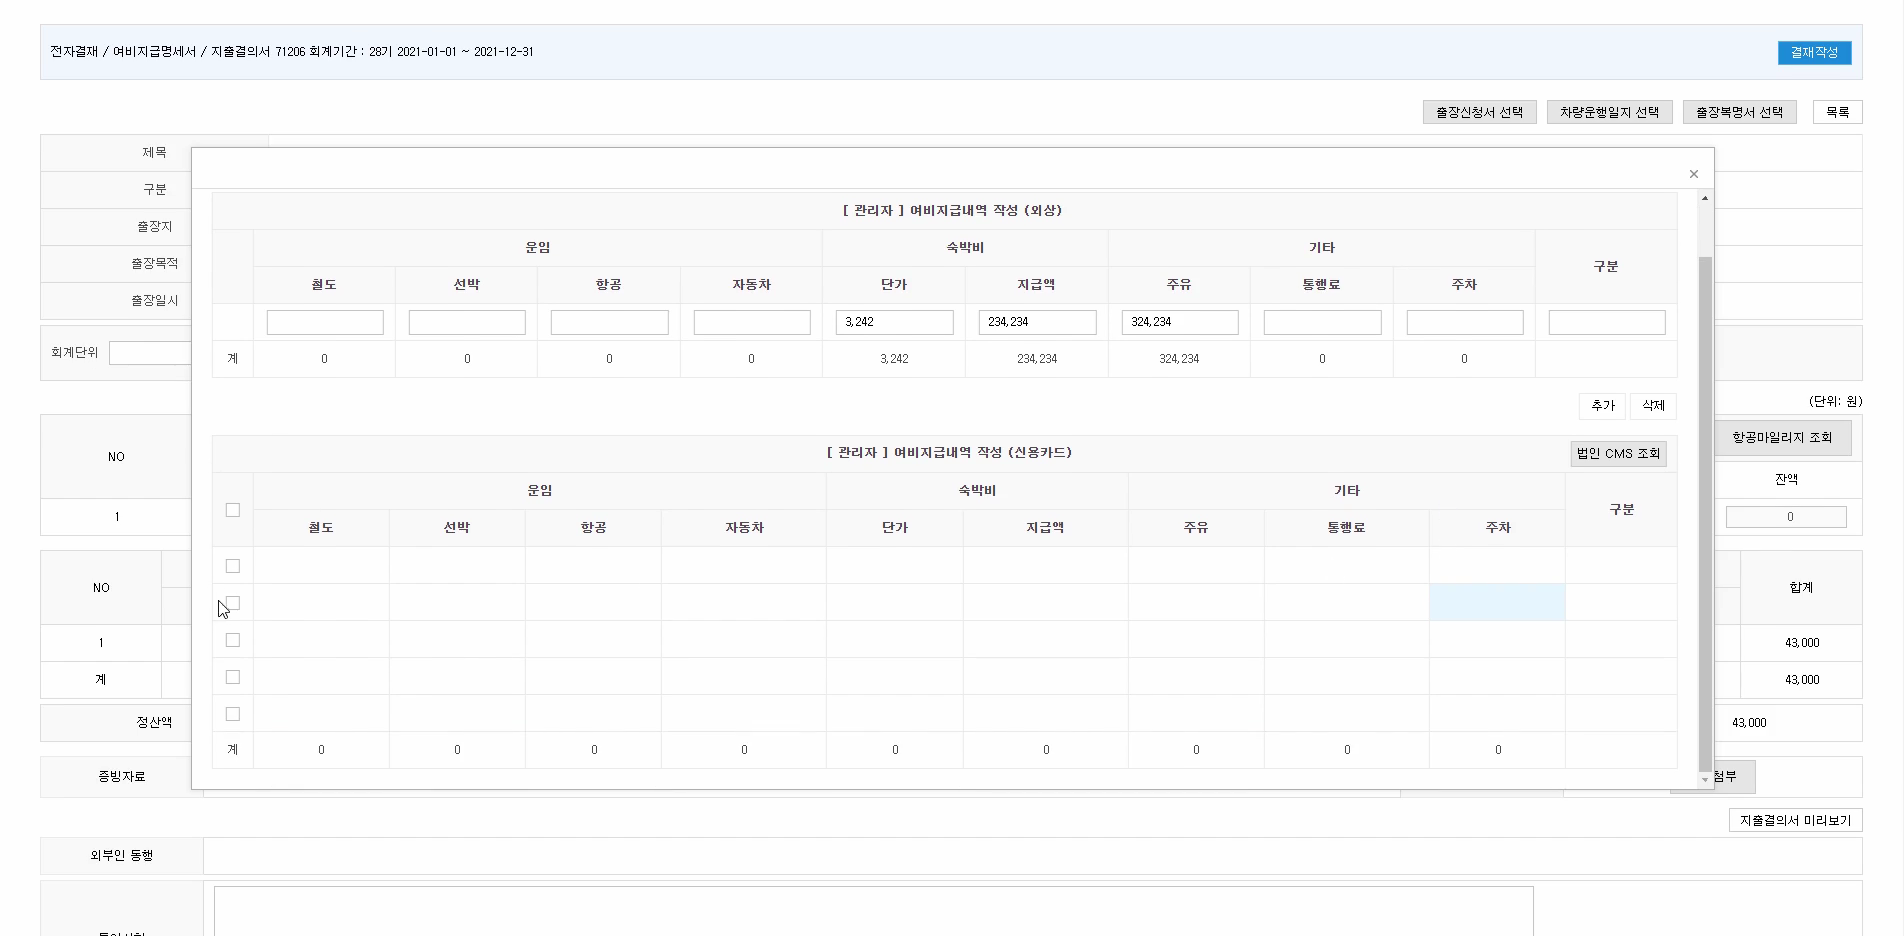 전자결재 / 여비지급명세서 / 지출결의서 71206 회계기간 : 28기 2021-01-01 ~ 2021-12-31
결재작성
출장신청서 선택
차량운행일지 선택
출장복명서 선택
목록
제목
구분
출장지
출장목적
출장일시
회계단위
×
[ 관리자 ] 여비지급내역 작성 (외상)
운임 숙박비 기타 구분
철도 선박 항공 자동차 단가 지급액 주유 통행료 주차
3,242 234,234 324,234
계 0 0 0 0 3,242 234,234 324,234 0 0
추가 삭제
(단위: 원)
[ 관리자 ] 여비지급내역 작성 (신용카드)
법인 CMS 조회
운임 숙박비 기타 구분
철도 선박 항공 자동차 단가 지급액 주유 통행료 주차
계 0 0 0 0 0 0 0 0 0
NO
항공마일리지 조회
잔액
1
0
NO
합계
1
43,000
계
43,000
정산액
43,000
증빙자료
첨부
지출결의서 미리보기
외부인 동행